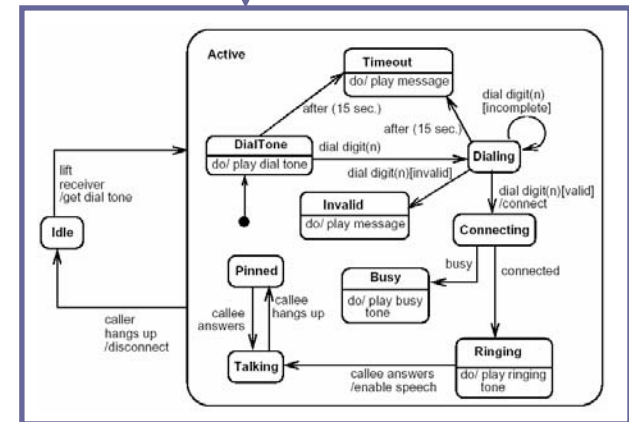 Active
Timeout
do/ play message
dial digit(n)
[incomplete]
after (15 sec.)
after (15 sec.)
DialTone
do/ play dial tone
dial digit(n)
Dialing
lift
receiver
/get dial tone
dial digit(n)[invalid]
Invalid
do/ play message
dial digit(n)[valid]
/connect
Idle
Connecting
Pinned
busy
connected
Busy
do/ play busy
tone
callee
answers
callee
hangs up
caller
hangs up
/disconnect
Talking
callee answers
/enable speech
Ringing
do/ play ringing
tone